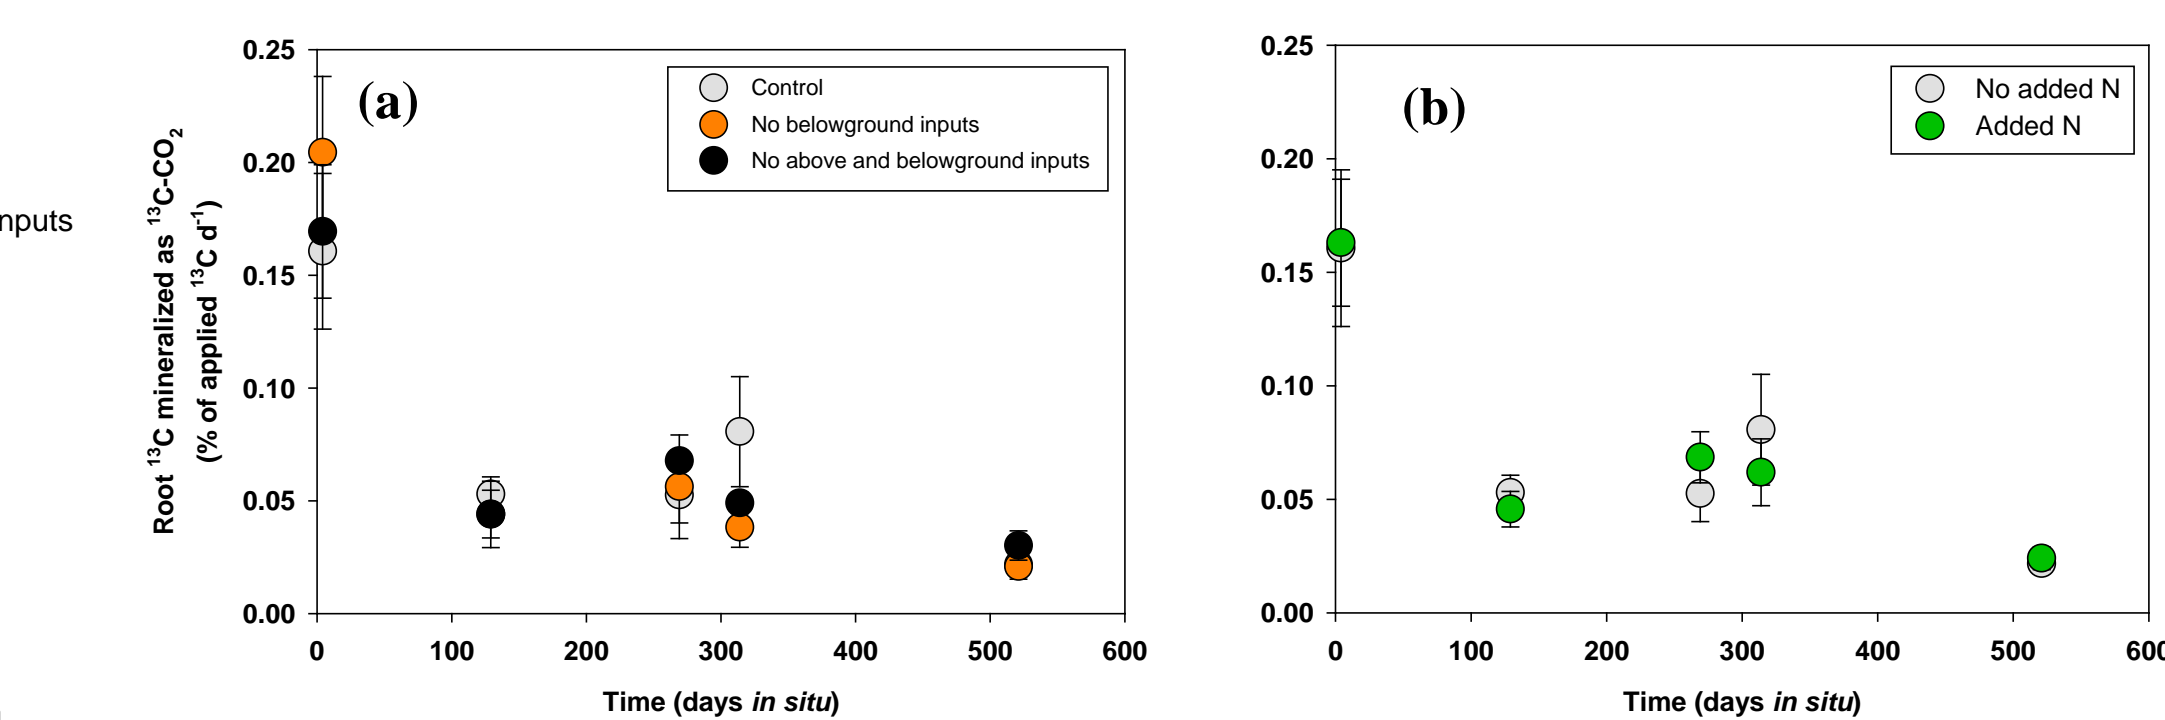 nputs
Root ¹³C mineralized as ¹³C-CO₂
(% of applied ¹³C d⁻¹)
0.25
0.20
0.15
0.10
0.05
0.00
(a)
Control
No belowground inputs
No above and belowground inputs
0 100 200 300 400 500 600
Time (days in situ)
0.25
0.20
0.15
0.10
0.05
0.00
(b)
No added N
Added N
0 100 200 300 400 500 600
Time (days in situ)